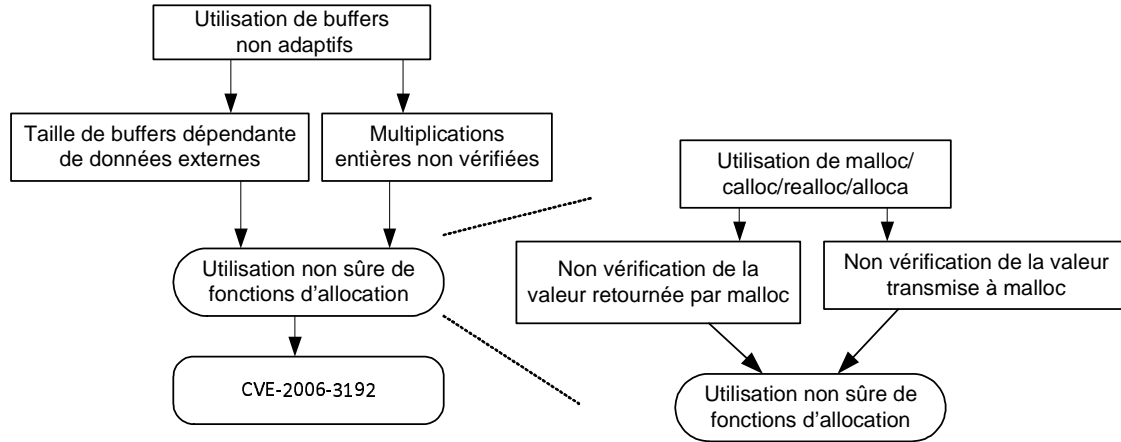 Utilisation de buffers
non adaptifs
Taille de buffers dépendante
de données externes
Multiplications
entières non vérifiées
Utilisation non sûre de
fonctions d'allocation
CVE-2006-3192
Utilisation de malloc/
calloc/realloc/alloca
Non vérification de la
valeur retournée par malloc
Non vérification de la valeur
transmise à malloc
Utilisation non sûre de
fonctions d'allocation